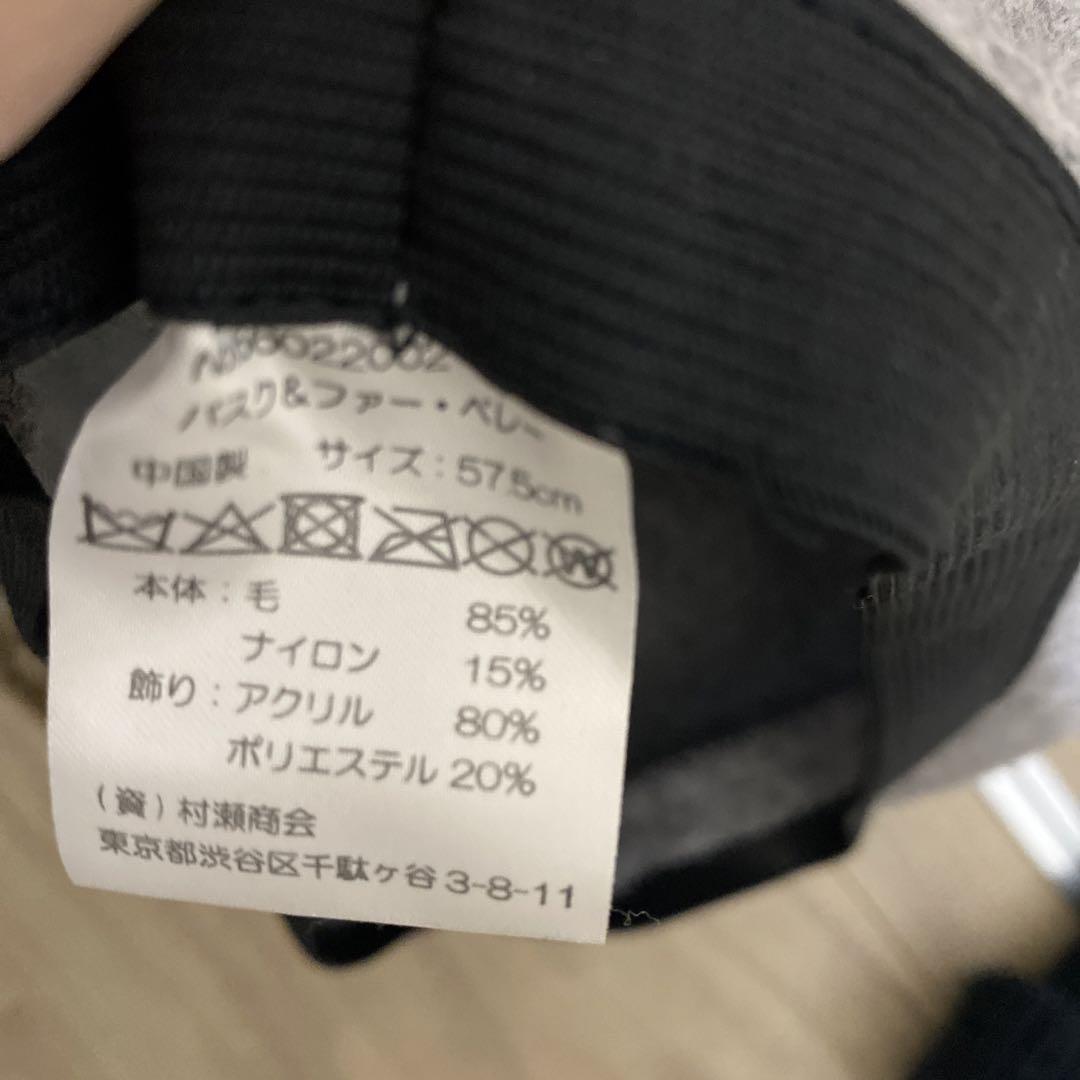 バスク&ファー・ベレー
中国製 サイズ:57.5cm
W
本体:毛 85%
ナイロン 15%
飾り:アクリル 80%
ポリエステル 20%
(資)村瀬商会
東京都渋谷区千駄ヶ谷3-8-11